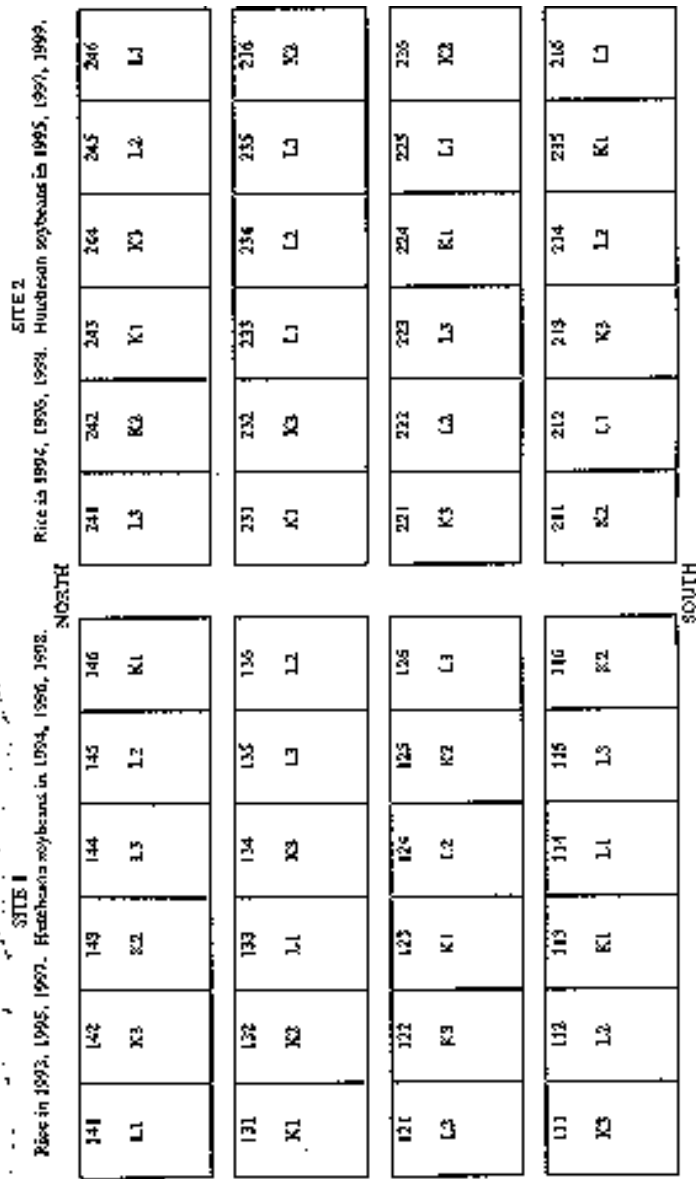 SITE 1 SITE 2
Rice in 1993, 1995, 1997. Hutcheson soybeans in 1994, 1996, 1998. Rice in 1994, 1996, 1998. Hutcheson soybeans in 1995, 1997, 1999.
NORTH
141 142 143 144 145 146 241 242 243 244 245 246
L1 K3 K2 L3 L2 K1 L3 K2 K1 K3 L2 L1
131 132 133 134 135 136 231 232 233 234 235 236
K1 K2 L1 K3 L3 L2 K1 K3 L1 L2 L3 K2
121 122 123 124 125 126 221 222 223 224 225 226
L3 K3 K1 L2 K2 L1 K3 L2 L3 K1 L1 K2
111 112 113 114 115 116 211 212 213 214 215 216
K3 L2 K1 L1 L3 K2 K2 L1 K3 L2 K1 L3
SOUTH